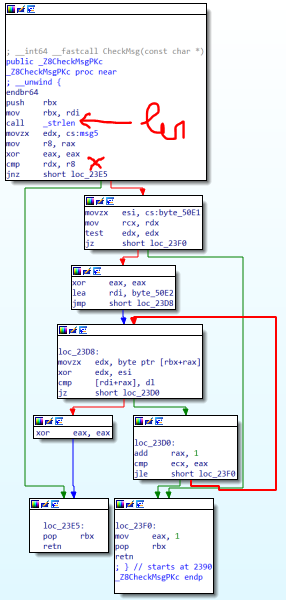 ; __int64 __fastcall CheckMsg(const char *)
public _Z8CheckMsgPKc
_Z8CheckMsgPKc proc near
; __unwind {
endbr64
push rbx
mov rbx, rdi
call _strlen
len
movzx edx, cs:msg5
mov r8, rax
xor eax, eax
cmp rdx, r8
x
jnz short loc_23E5
movzx esi, cs:byte_50E1
mov rcx, rdx
test edx, edx
jz short loc_23F0
xor eax, eax
lea rdi, byte_50E2
jmp short loc_23D8
loc_23D8:
movzx edx, byte ptr [rbx+rax]
xor edx, esi
cmp [rdi+rax], dl
jz short loc_23D0
xor eax, eax
loc_23D0:
add rax, 1
cmp ecx, eax
jle short loc_23F0
loc_23E5:
pop rbx
retn
loc_23F0:
mov eax, 1
pop rbx
retn
; } // starts at 2390
_Z8CheckMsgPKc endp